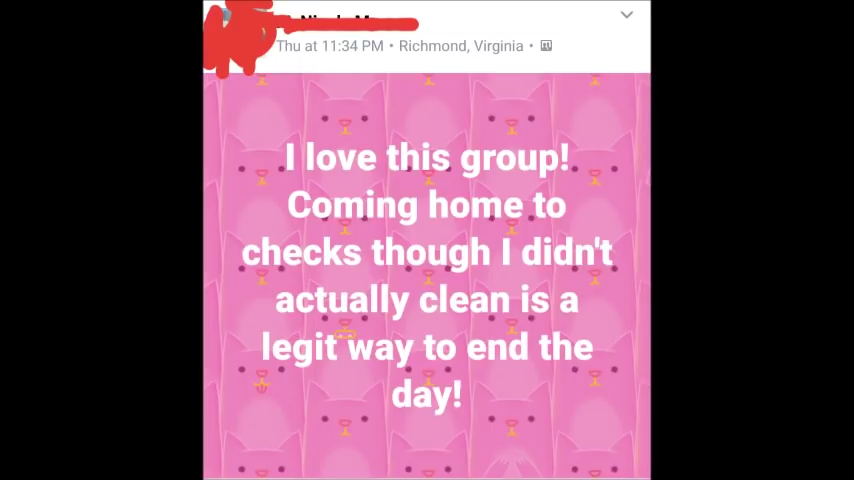 Thu at 11:34 PM • Richmond, Virginia •
I love this group!
Coming home to
checks though I didn't
actually clean is a
legit way to end the
day!